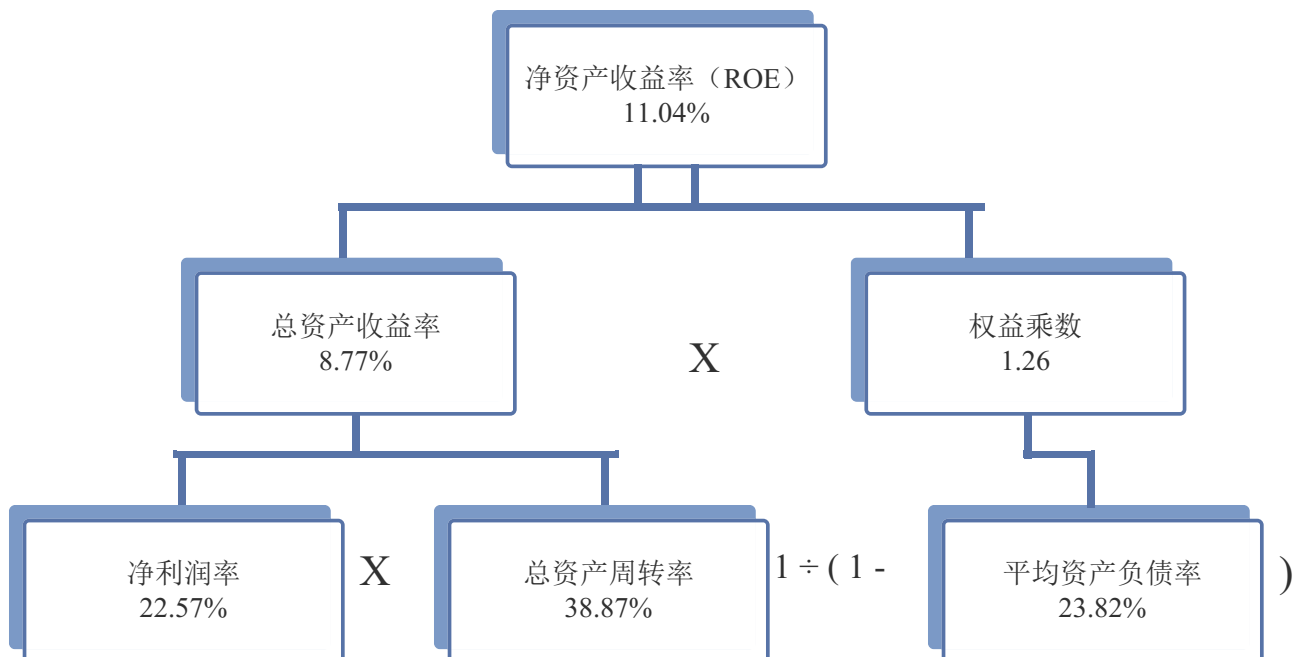 净资产收益率（ROE）
11.04%
总资产收益率
8.77%
X
权益乘数
1.26
净利润率
22.57%
X
总资产周转率
38.87%
1 ÷ ( 1 -
平均资产负债率
23.82%
)